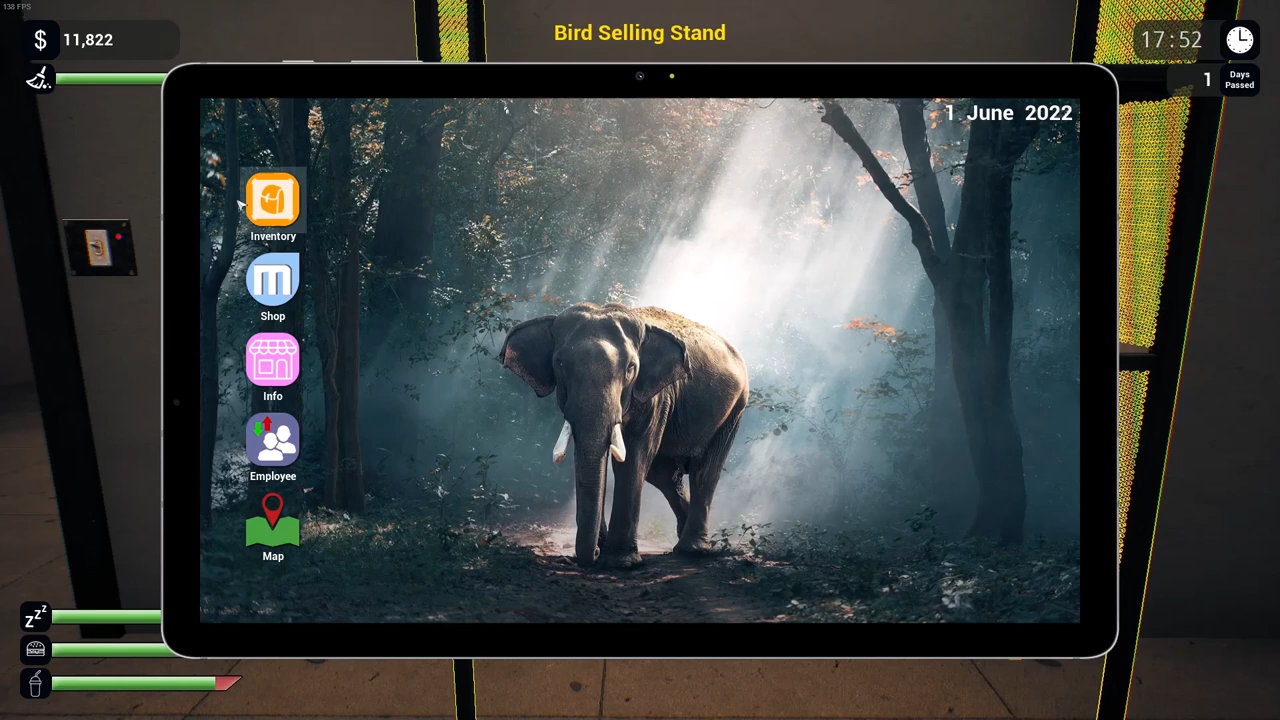 138 FPS
$ 11,822
Bird Selling Stand
17:52
1 Days
Passed
1 June 2022
Inventory
Shop
Info
Employee
Map
zzz